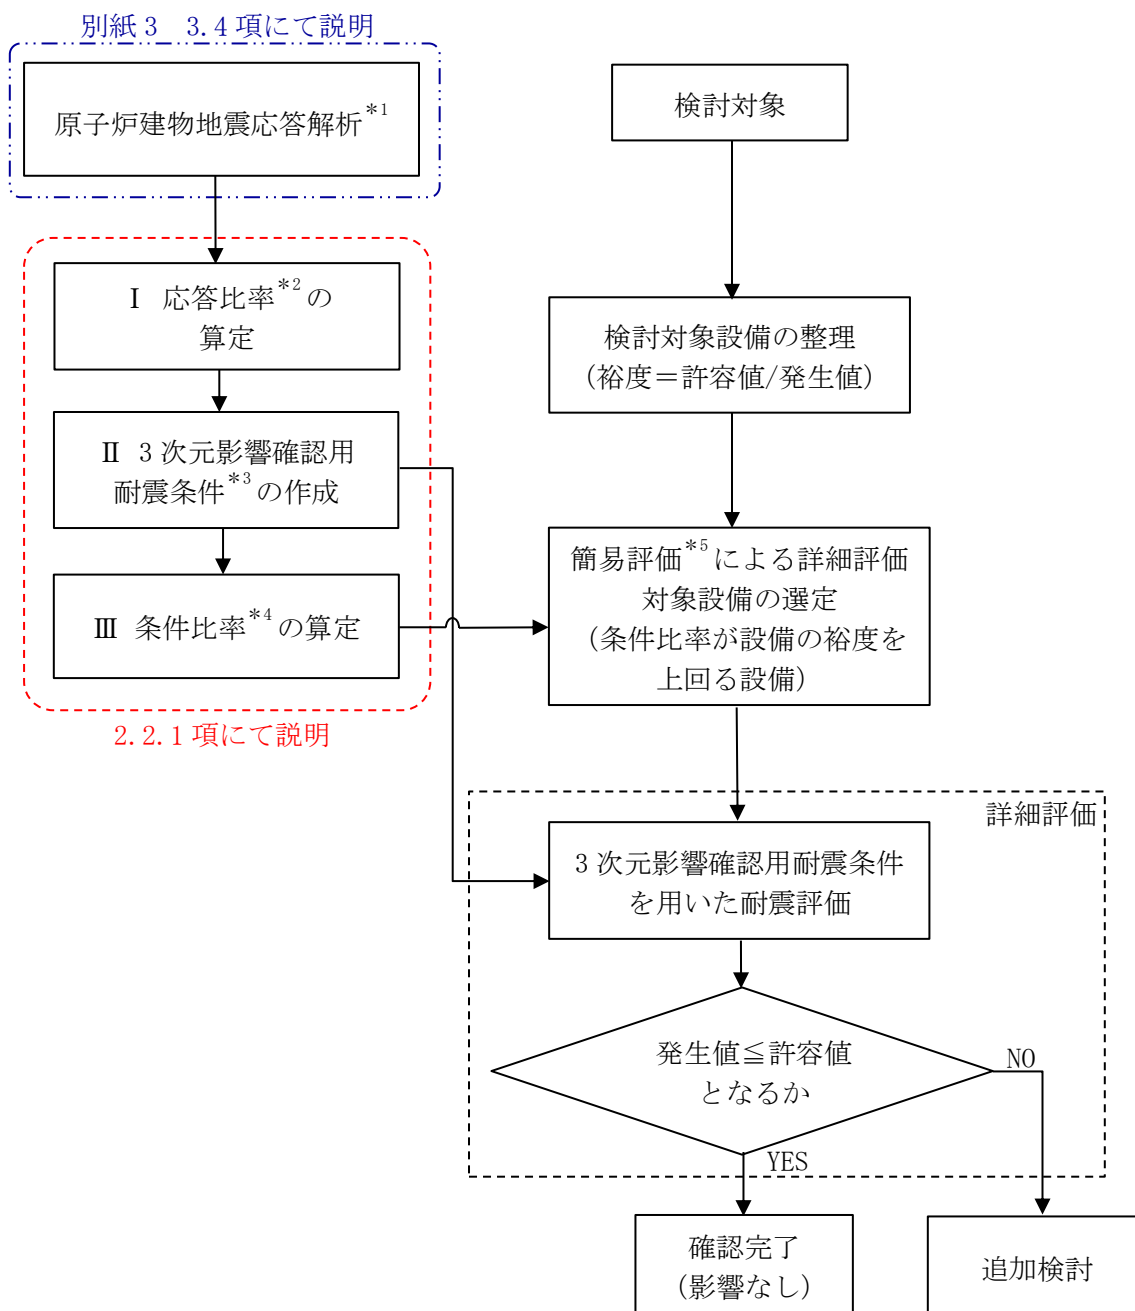 別紙3 3.4項にて説明
原子炉建物地震応答解析*1
Ⅰ 応答比率*2の
算定
Ⅱ 3次元影響確認用
耐震条件*3の作成
Ⅲ 条件比率*4の算定
2.2.1項にて説明
検討対象
検討対象設備の整理
(裕度=許容値/発生値)
簡易評価*5による詳細評価
対象設備の選定
(条件比率が設備の裕度を
上回る設備)
詳細評価
3次元影響確認用耐震条件
を用いた耐震評価
発生値≦許容値
となるか
NO
YES
確認完了
(影響なし)
追加検討